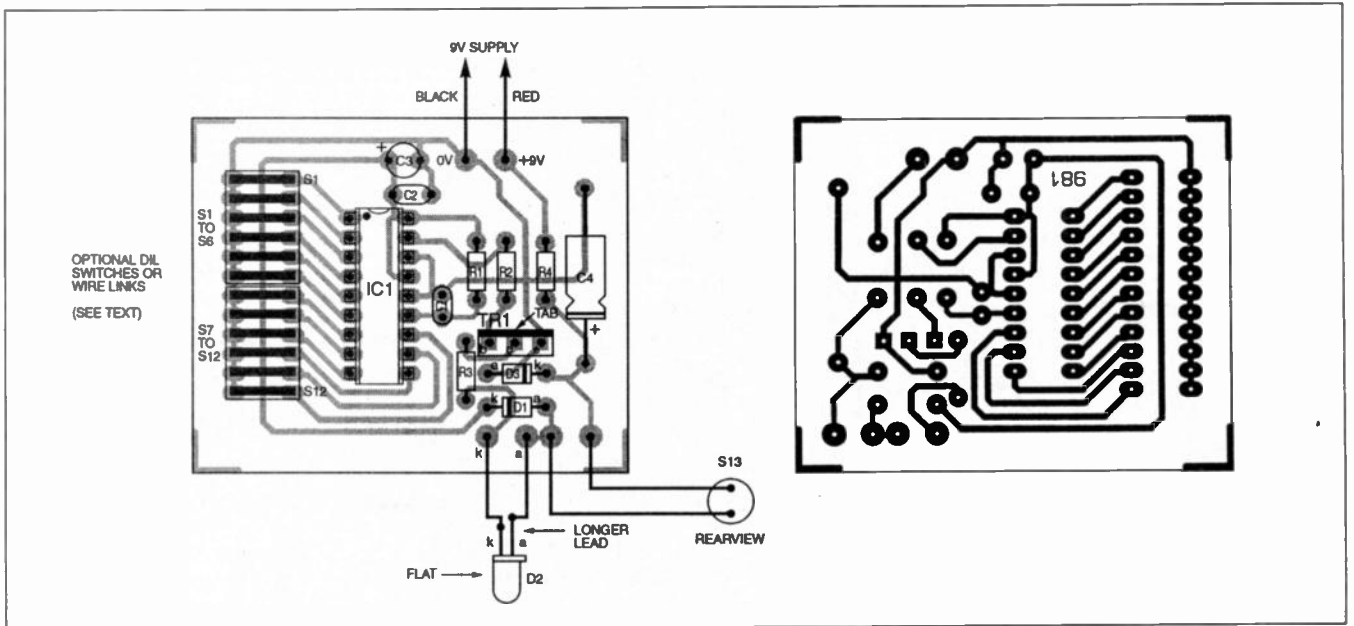 9V SUPPLY
BLACK
RED
+
C3
0V
+9V
S1
C2
S1
TO
S6
OPTIONAL DIL
SWITCHES OR
WIRE LINKS
(SEE TEXT)
IC1
R1
R2
R4
C4
C1
TR1
TAB
+
S7
TO
S12
R3
a
D3
k
k
D1
a
S12
k
a
S13
REARVIEW
LONGER
LEAD
k
a
FLAT
D2
981